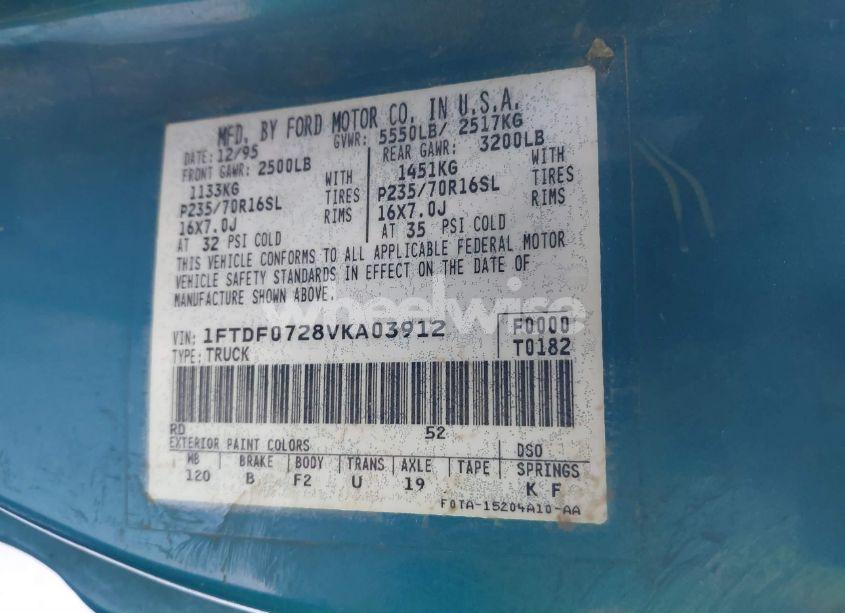 MFD. BY FORD MOTOR CO. IN U.S.A.
DATE: 12/95 GVWR: 5550LB/ 2517KG
FRONT GAWR: 2500LB REAR GAWR: 3200LB
1133KG WITH 1451KG WITH
P235/70R16SL TIRES P235/70R16SL TIRES
16X7.0J RIMS 16X7.0J RIMS
AT 32 PSI COLD AT 35 PSI COLD
THIS VEHICLE CONFORMS TO ALL APPLICABLE FEDERAL MOTOR
VEHICLE SAFETY STANDARDS IN EFFECT ON THE DATE OF
MANUFACTURE SHOWN ABOVE.
wheelwise
VIN: 1FTDF0728VKA03912 F0000
TYPE: TRUCK T0182
RD 52
EXTERIOR PAINT COLORS DSO
WB BRAKE BODY TRANS AXLE TAPE SPRINGS
120 B F2 U 19 K F
F0TA-15204A10-AA